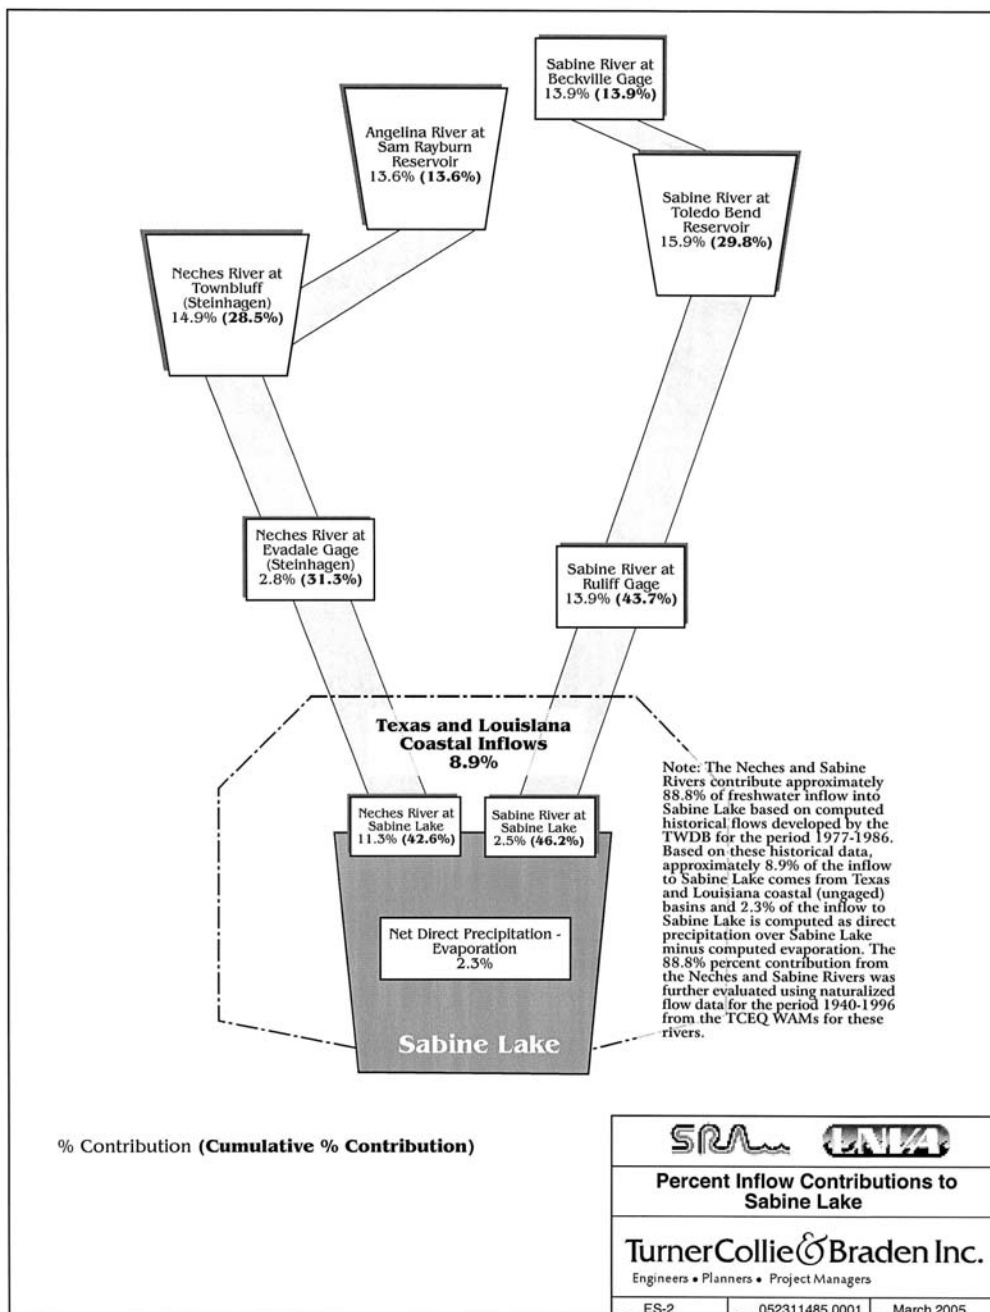 Sabine River at
Beckville Gage
13.9% (13.9%)
Angelina River at
Sam Rayburn
Reservoir
13.6% (13.6%)
Sabine River at
Toledo Bend
Reservoir
15.9% (29.8%)
Neches River at
Townbluff
(Steinhagen)
14.9% (28.5%)
Neches River at
Evadale Gage
(Steinhagen)
2.8% (31.3%)
Sabine River at
Ruliff Gage
13.9% (43.7%)
Texas and Louisiana
Coastal Inflows
8.9%
Neches River at
Sabine Lake
11.3% (42.6%)
Sabine River at
Sabine Lake
2.5% (46.2%)
Net Direct Precipitation -
Evaporation
2.3%
Sabine Lake
Note: The Neches and Sabine
Rivers contribute approximately
88.8% of freshwater inflow into
Sabine Lake based on computed
historical flows developed by the
TWDB for the period 1977-1986.
Based on these historical data,
approximately 8.9% of the inflow
to Sabine Lake comes from Texas
and Louisiana coastal (ungaged)
basins and 2.3% of the inflow to
Sabine Lake is computed as direct
precipitation over Sabine Lake
minus computed evaporation. The
88.8% percent contribution from
the Neches and Sabine Rivers was
further evaluated using naturalized
flow data for the period 1940-1996
from the TCEQ WAMs for these
rivers.
% Contribution (Cumulative % Contribution)
SRA LNVA
Percent Inflow Contributions to
Sabine Lake
TurnerCollie&Braden Inc.
Engineers • Planners • Project Managers
ES-2 052311485.0001 March 2005